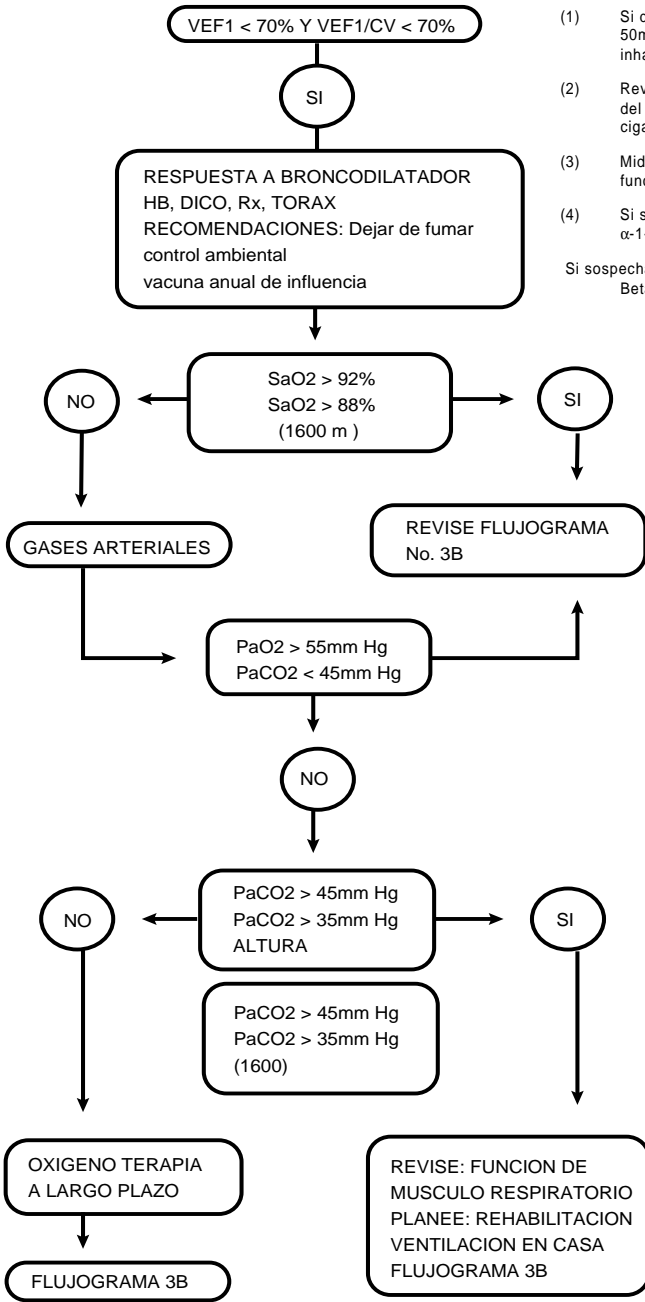 VEF1 < 70% Y VEF1/CV < 70%
SI
RESPUESTA A BRONCODILATADOR
HB, DICO, Rx, TORAX
RECOMENDACIONES: Dejar de fumar
control ambiental
vacuna anual de influencia
SaO2 > 92%
SaO2 > 88%
(1600 m )
NO
SI
GASES ARTERIALES
REVISE FLUJOGRAMA
No. 3B
PaO2 > 55mm Hg
PaCO2 < 45mm Hg
NO
PaCO2 > 45mm Hg
PaCO2 > 35mm Hg
ALTURA
NO
SI
PaCO2 > 45mm Hg
PaCO2 > 35mm Hg
(1600)
OXIGENO TERAPIA
A LARGO PLAZO
FLUJOGRAMA 3B
REVISE: FUNCION DE
MUSCULO RESPIRATORIO
PLANEE: REHABILITACION
VENTILACION EN CASA
FLUJOGRAMA 3B
(1) Si
(2)
del
(3)
(4) Si
Si